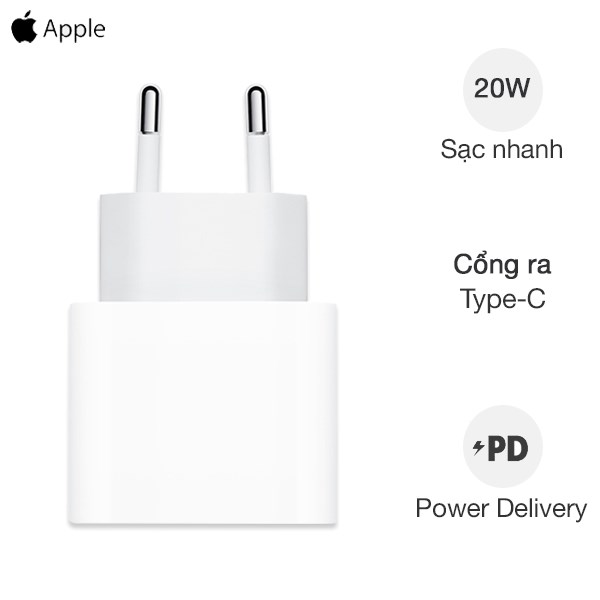 Apple
20W
Sạc nhanh
Cổng ra
Type-C
PD
Power Delivery